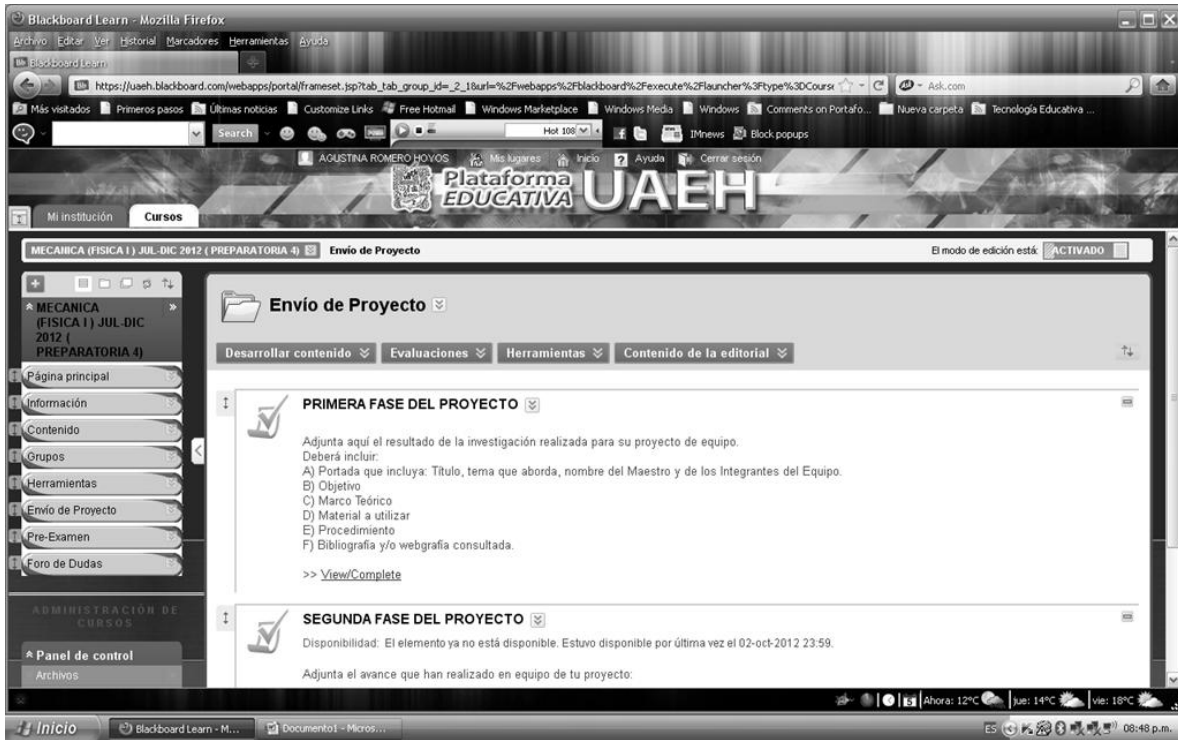 Blackboard Learn - Mozilla Firefox
Archivo Editar Ver Historial Marcadores Herramientas Ayuda
Bb Blackboard Learn
https://uaeh.blackboard.com/webapps/portal/frameset.jsp?tab_tab_group_id=_2_1&url=%2Fwebapps%2Fblackboard%2Fexecute%2Flauncher%3Ftype%3DCourse Ask.com
Más visitados Primeros pasos Últimas noticias Customize Links Free Hotmail Windows Marketplace Windows Media Windows Comments on Portafo... Nueva carpeta Tecnología Educativa ...
Search Hot 108 IMnews Block popups
AGUSTINA ROMERO HOYOS Mis lugares Inicio Ayuda Cerrar sesión
Plataforma
EDUCATIVA UAEH
Mi institución Cursos
MECANICA (FISICA I ) JUL-DIC 2012 ( PREPARATORIA 4) Envío de Proyecto El modo de edición está: ACTIVADO
MECANICA
(FISICA I ) JUL-DIC
2012 (
PREPARATORIA 4)
Página principal
Información
Contenido
Grupos
Herramientas
Envío de Proyecto
Pre-Examen
Foro de Dudas
ADMINISTRACIÓN DE
CURSOS
Panel de control
Archivos
Envío de Proyecto
Desarrollar contenido Evaluaciones Herramientas Contenido de la editorial
PRIMERA FASE DEL PROYECTO
Adjunta aquí el resultado de la investigación realizada para su proyecto de equipo.
Deberá incluir:
A) Portada que incluya: Título, tema que aborda, nombre del Maestro y de los Integrantes del Equipo.
B) Objetivo
C) Marco Teórico
D) Material a utilizar
E) Procedimiento
F) Bibliografía y/o webgrafía consultada.
>> View/Complete
SEGUNDA FASE DEL PROYECTO
Disponibilidad: El elemento ya no está disponible. Estuvo disponible por última vez el 02-oct-2012 23:59.
Adjunta el avance que han realizado en equipo de tu proyecto:
Ahora: 12°C jue: 14°C vie: 18°C
Inicio Blackboard Learn - M... Documento1 - Micros... ES 08:48 p.m.